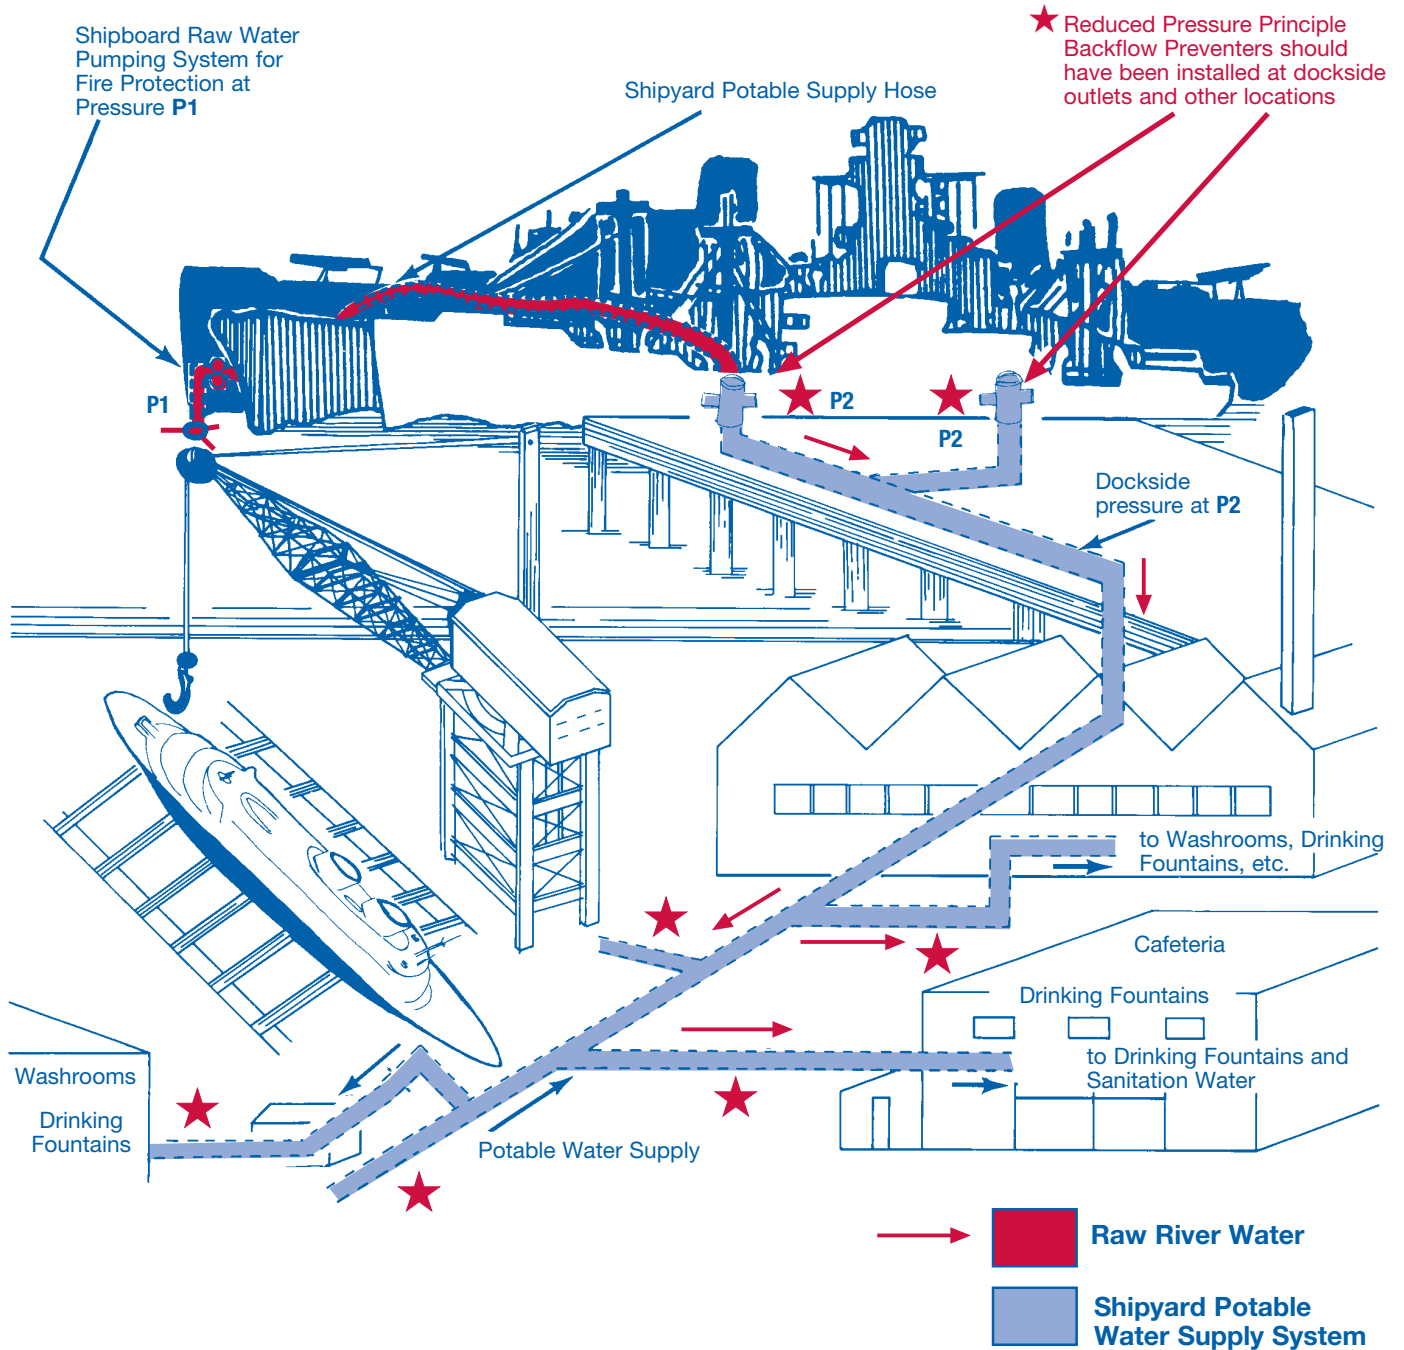 Shipboard Raw Water
Pumping System for
Fire Protection at
Pressure P1
Shipyard Potable Supply Hose
Reduced Pressure Principle
Backflow Preventers should
have been installed at dockside
outlets and other locations
P1
P2
P2
Dockside
pressure at P2
to Washrooms, Drinking
Fountains, etc.
Cafeteria
Drinking Fountains
to Drinking Fountains and
Sanitation Water
Washrooms
Drinking
Fountains
Potable Water Supply
Raw River Water
Shipyard Potable
Water Supply System